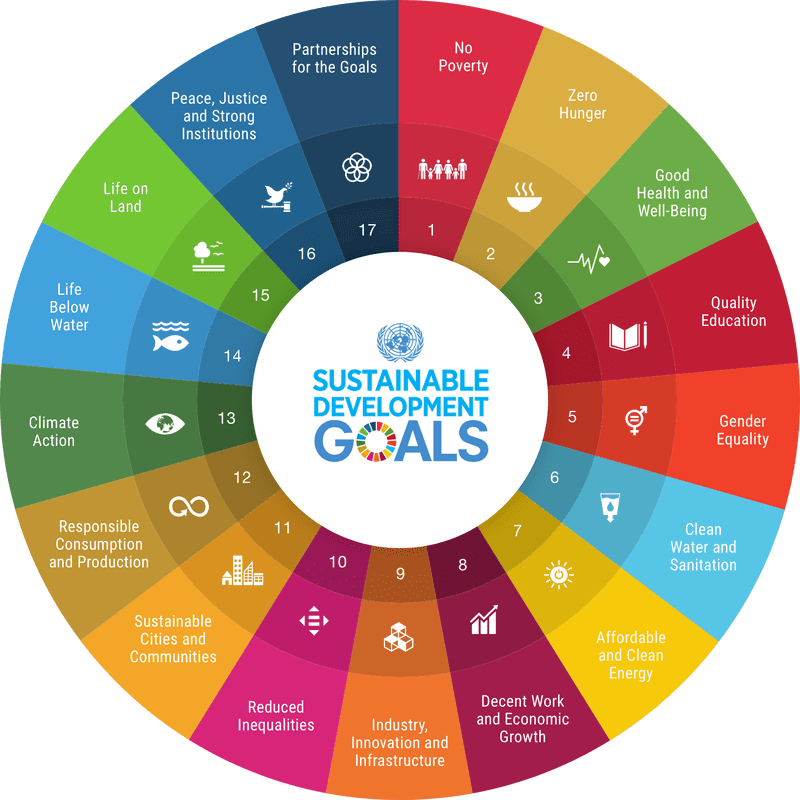 No
Poverty
1
Zero
Hunger
2
Good
Health and
Well-Being
3
Quality
Education
4
Gender
Equality
5
Clean
Water and
Sanitation
6
Affordable
and Clean
Energy
7
Decent Work
and Economic
Growth
8
Industry,
Innovation and
Infrastructure
9
Reduced
Inequalities
10
Sustainable
Cities and
Communities
11
Responsible
Consumption
and Production
12
Climate
Action
13
Life
Below
Water
14
Life on
Land
15
Peace, Justice
and Strong
Institutions
16
Partnerships
for the Goals
17
SUSTAINABLE
DEVELOPMENT
GOALS